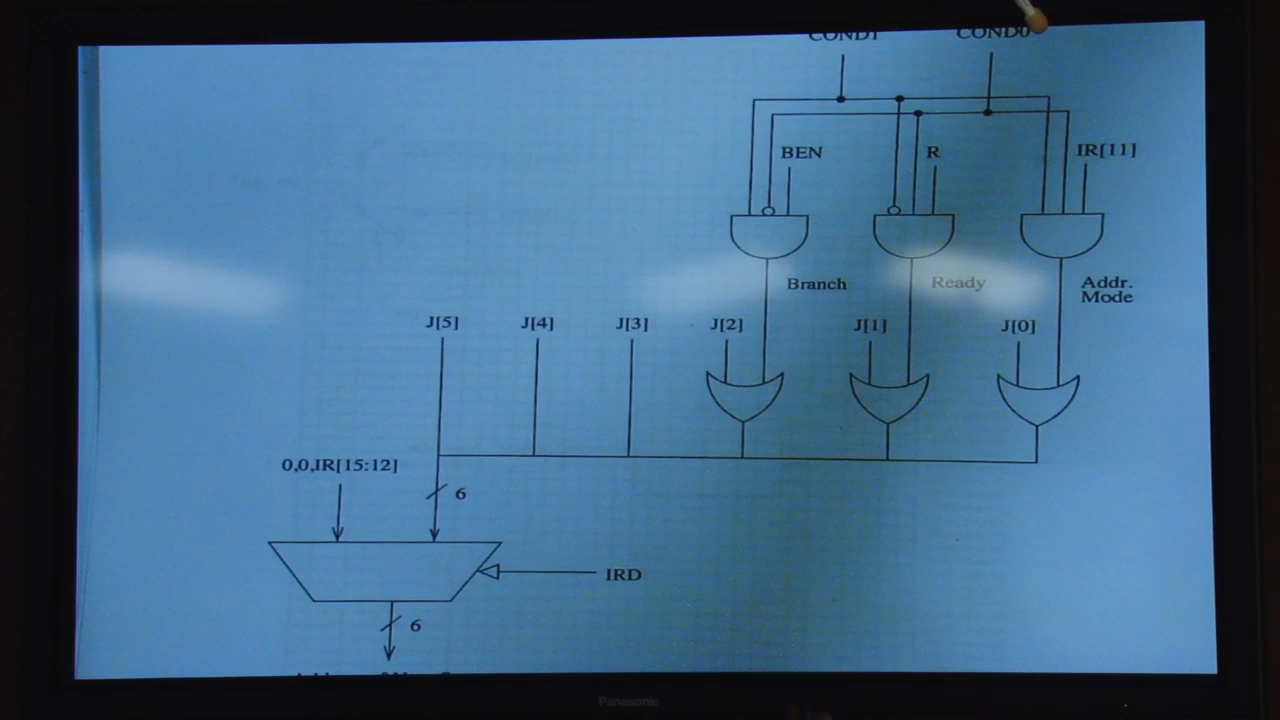 COND1 COND0
BEN R IR[11]
Branch Ready Addr. Mode
J[5] J[4] J[3] J[2] J[1] J[0]
0,0,IR[15:12]
6
IRD
6
Panasonic